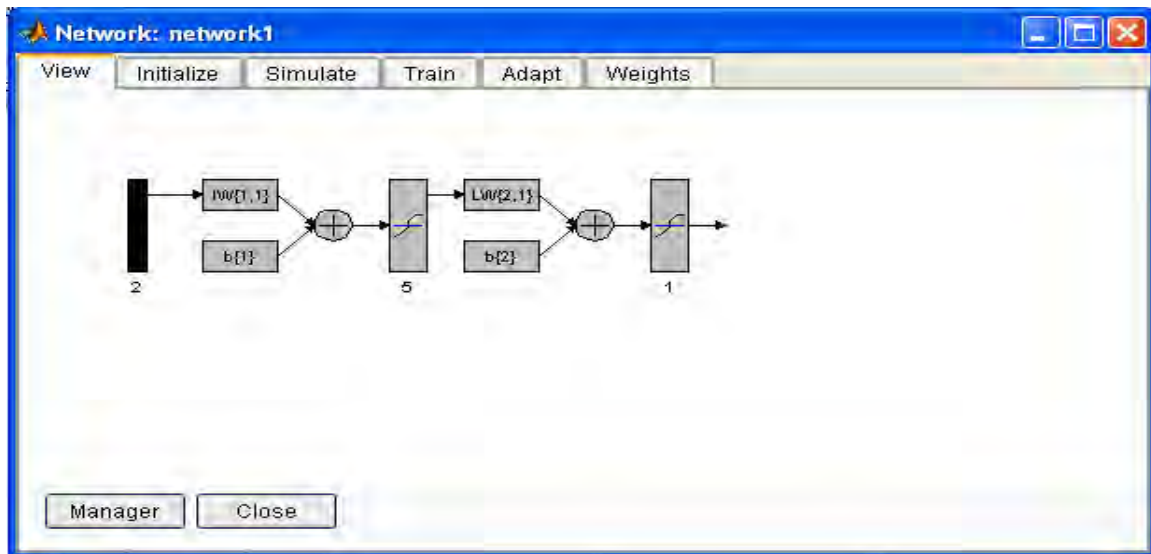 Network: network1
View Initialize Simulate Train Adapt Weights
IW{1,1} LW{2,1}
b{1} b{2}
2 5 1
Manager Close